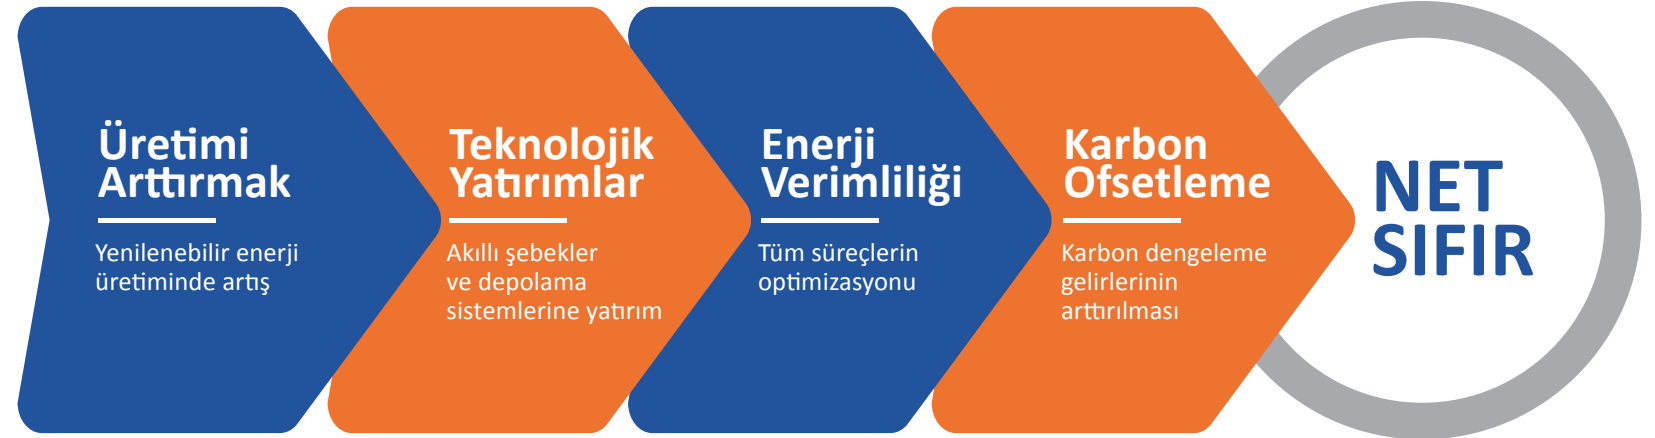 Üretimi
Arttırmak
Yenilenebilir enerji
üretiminde artış
Teknolojik
Yatırımlar
Akıllı şebekler
ve depolama
sistemlerine yatırım
Enerji
Verimliliği
Tüm süreçlerin
optimizasyonu
Karbon
Ofsetleme
Karbon dengeleme
gelirlerinin
arttırılması
NET
SIFIR